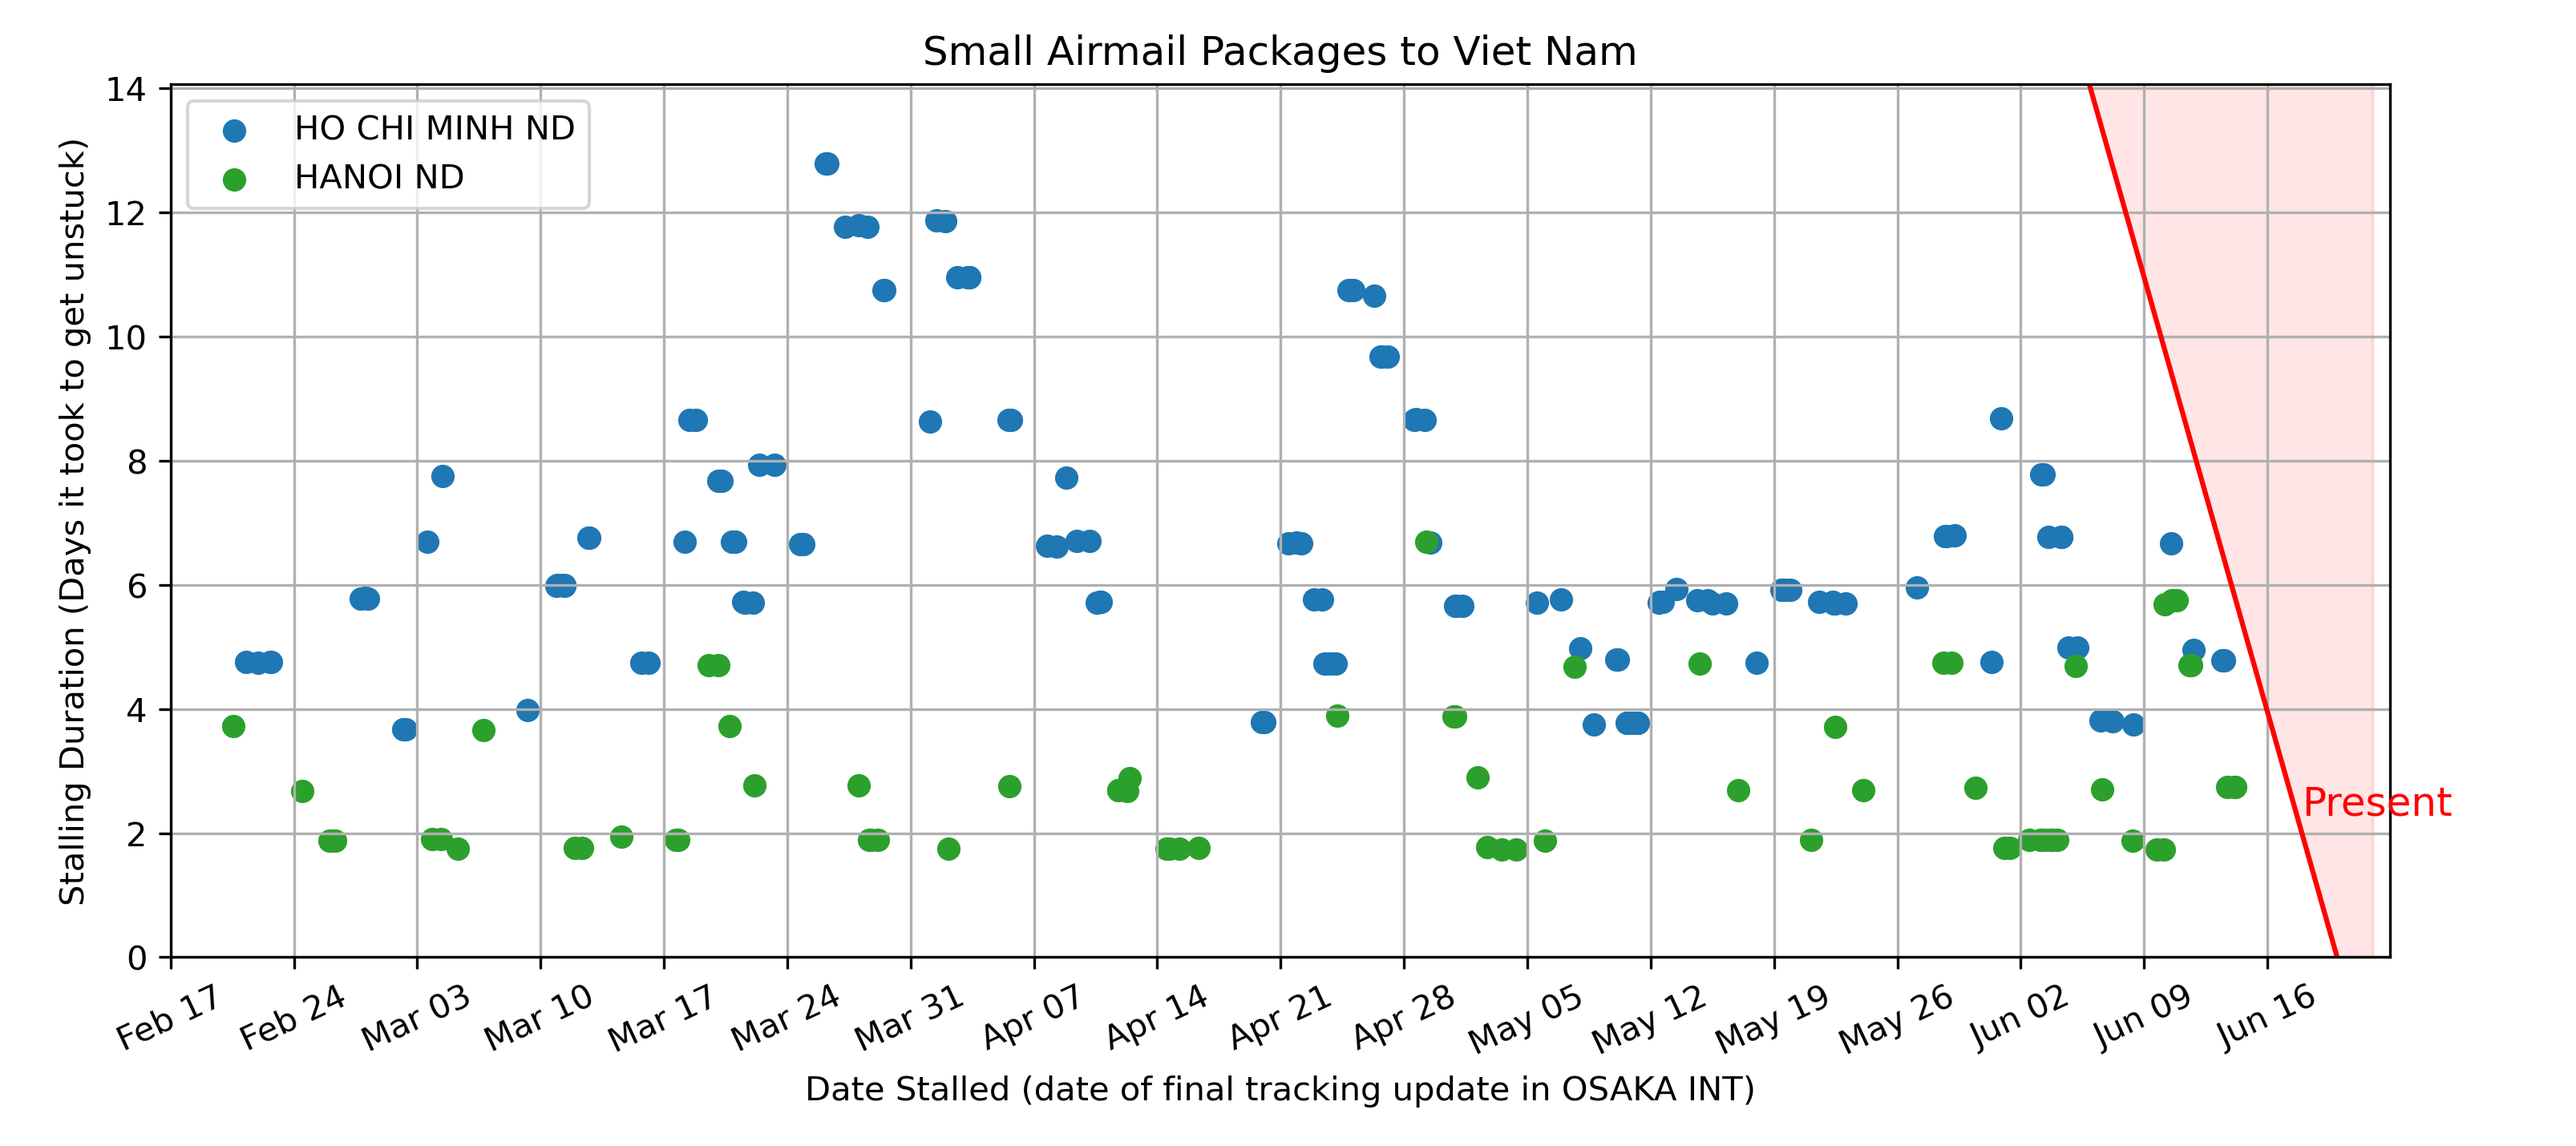 Small Airmail Packages to Viet Nam
HO CHI MINH ND
HANOI ND
Stalling Duration (Days it took to get unstuck)
14
12
10
8
6
4
2
0
Present
Feb 17
Feb 24
Mar 03
Mar 10
Mar 17
Mar 24
Mar 31
Apr 07
Apr 14
Apr 21
Apr 28
May 05
May 12
May 19
May 26
Jun 02
Jun 09
Jun 16
Date Stalled (date of final tracking update in OSAKA INT)